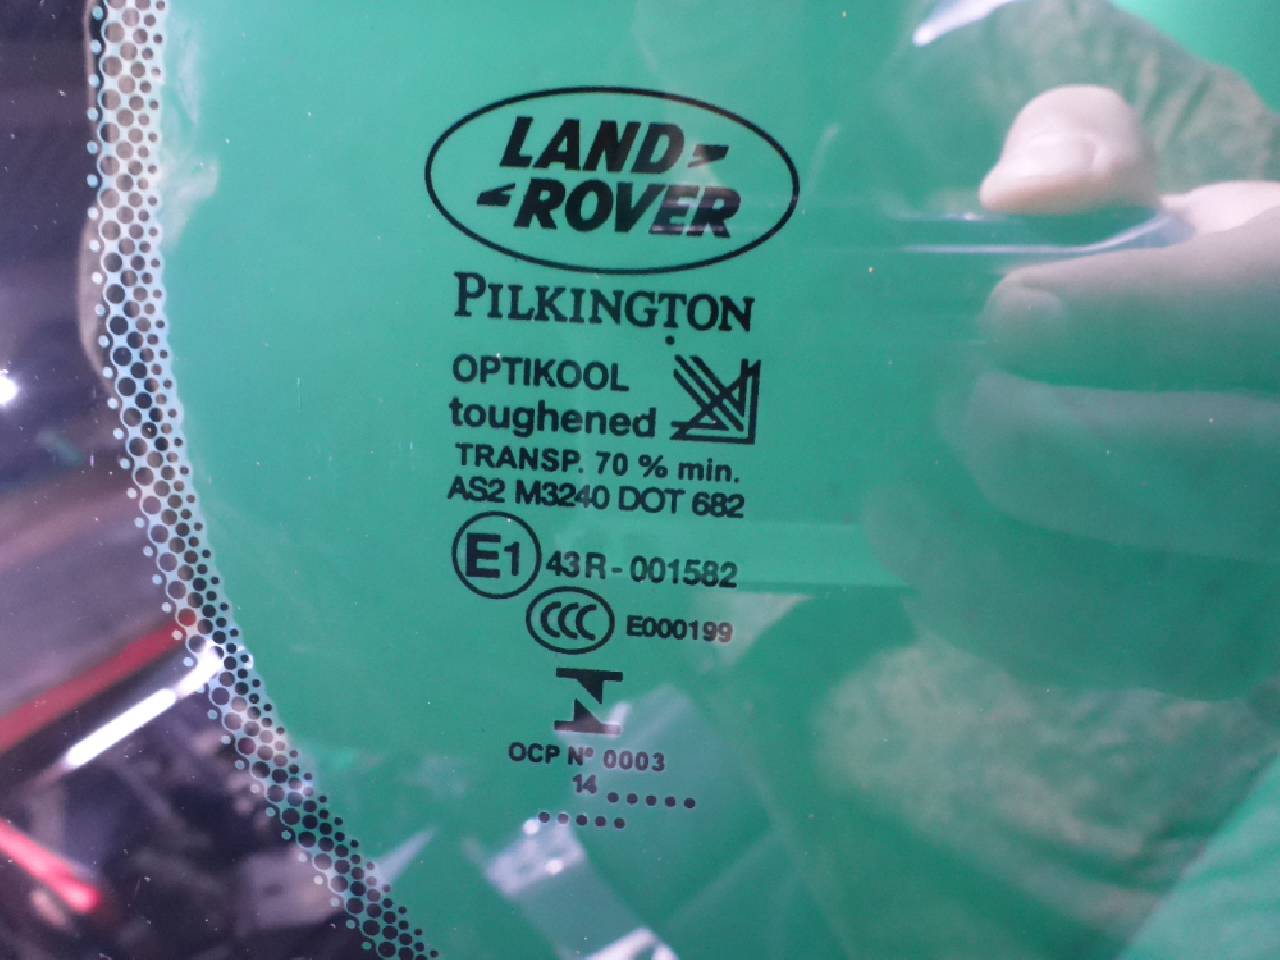 LAND
ROVER
PILKINGTON
OPTIKOOL
toughened
TRANSP. 70 % min.
AS2 M3240 DOT 682
E1 43R-001582
CCC E000199
OCP Nº 0003
14 .....
.....